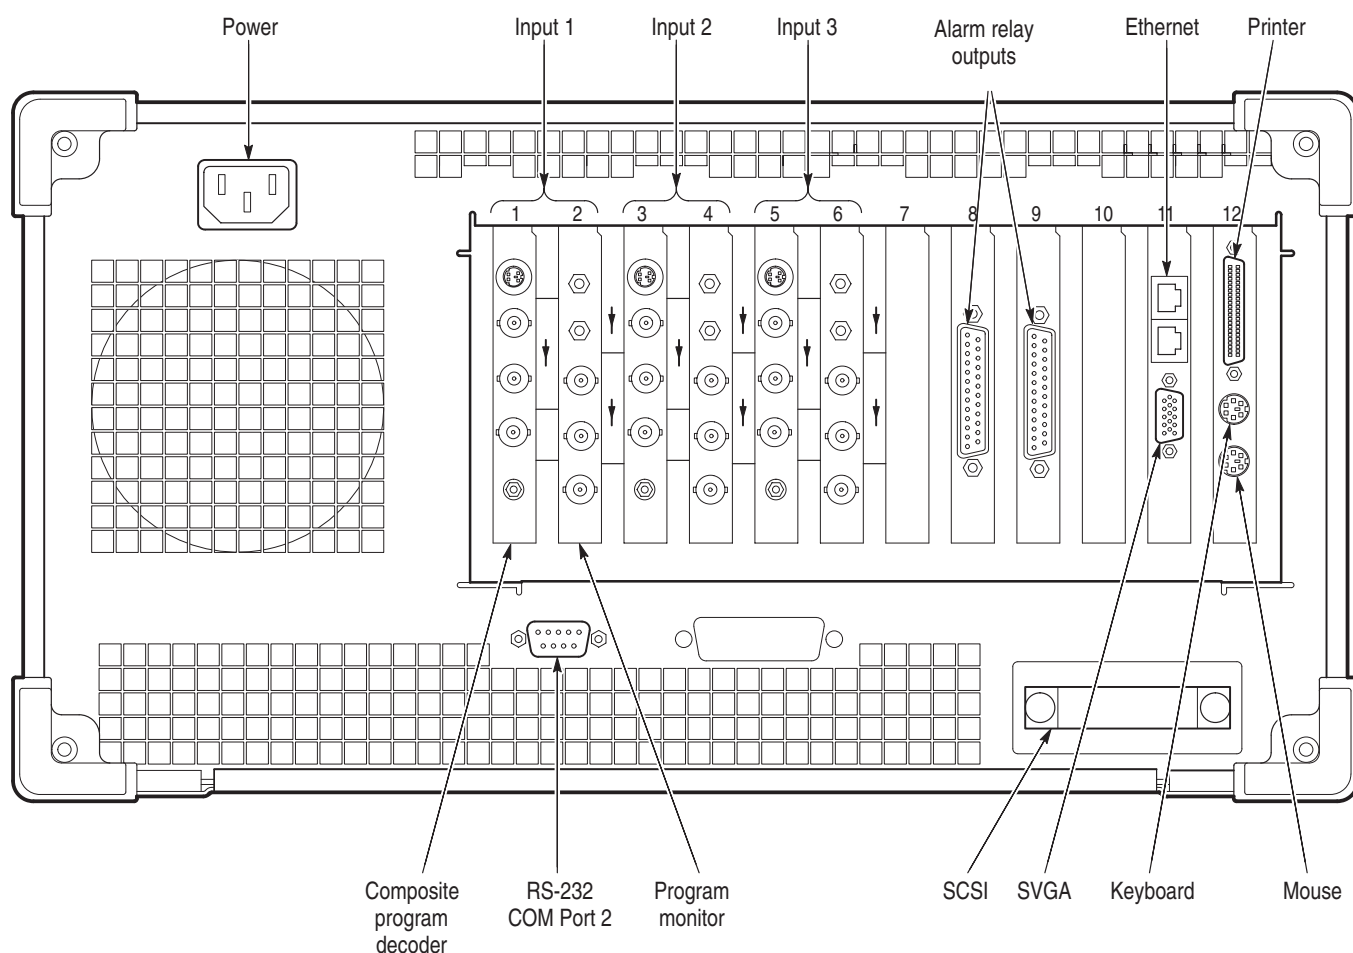 Power
Input 1
Input 2
Input 3
Alarm relay
outputs
Ethernet
Printer
1
2
3
4
5
6
7
8
9
10
11
12
Composite
program
decoder
RS-232
COM Port 2
Program
monitor
SCSI
SVGA
Keyboard
Mouse